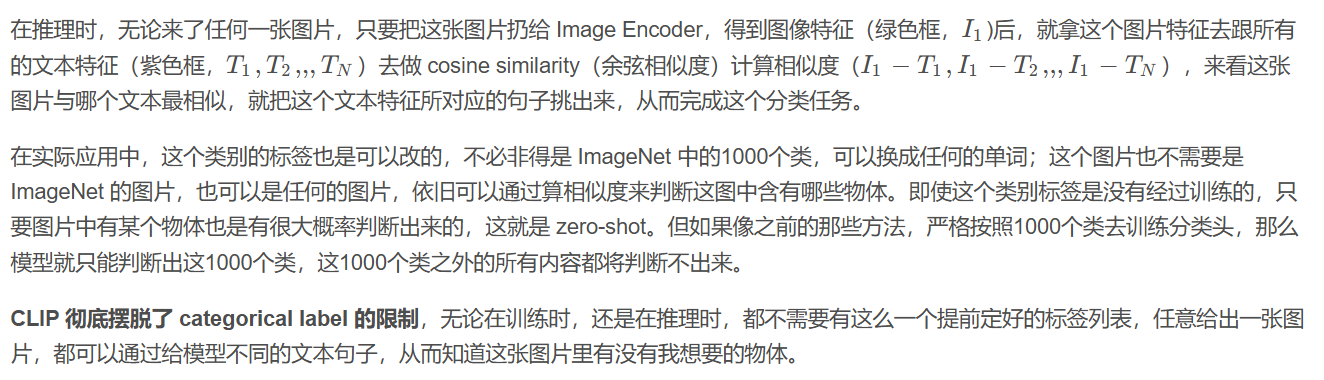 在推理时，无论来了任何一张图片，只要把这张图片扔给 Image Encoder，得到图像特征（绿色框，I₁)后，就拿这个图片特征去跟所有
的文本特征（紫色框，T₁,T₂,,,T_N）去做 cosine similarity（余弦相似度）计算相似度（I₁−T₁,I₁−T₂,,,I₁−T_N），来看这张
图片与哪个文本最相似，就把这个文本特征所对应的句子挑出来，从而完成这个分类任务。
在实际应用中，这个类别的标签也是可以改的，不必非得是 ImageNet 中的1000个类，可以换成任何的单词；这个图片也不需要是
ImageNet 的图片，也可以是任何的图片，依旧可以通过算相似度来判断这图中含有哪些物体。即使这个类别标签是没有经过训练的，只
要图片中有某个物体也是有很大概率判断出来的，这就是 zero-shot。但如果像之前的那些方法，严格按照1000个类去训练分类头，那么
模型就只能判断出这1000个类，这1000个类之外的所有内容都将判断不出来。
CLIP 彻底摆脱了 categorical label 的限制，无论在训练时，还是在推理时，都不需要有这么一个提前定好的标签列表，任意给出一张图
片，都可以通过给模型不同的文本句子，从而知道这张图片里有没有我想要的物体。